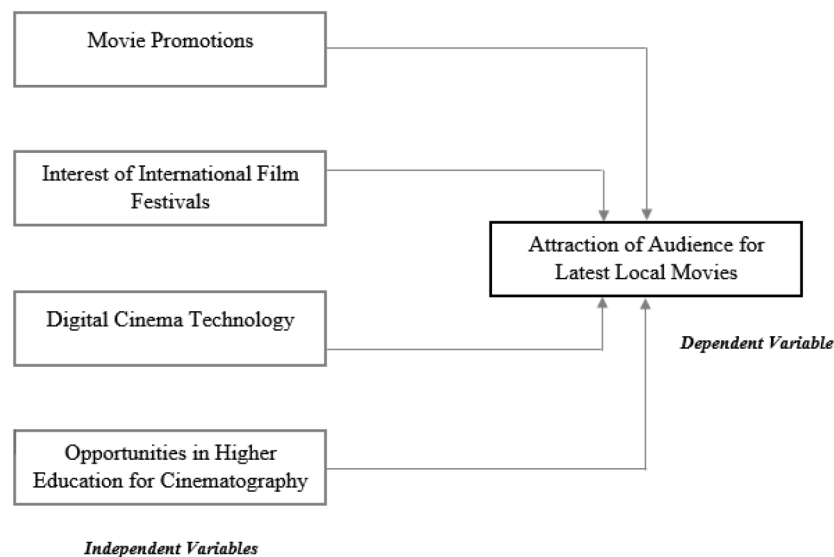 Movie Promotions
Interest of International Film
Festivals
Attraction of Audience for
Latest Local Movies
Digital Cinema Technology
Dependent Variable
Opportunities in Higher
Education for Cinematography
Independent Variables